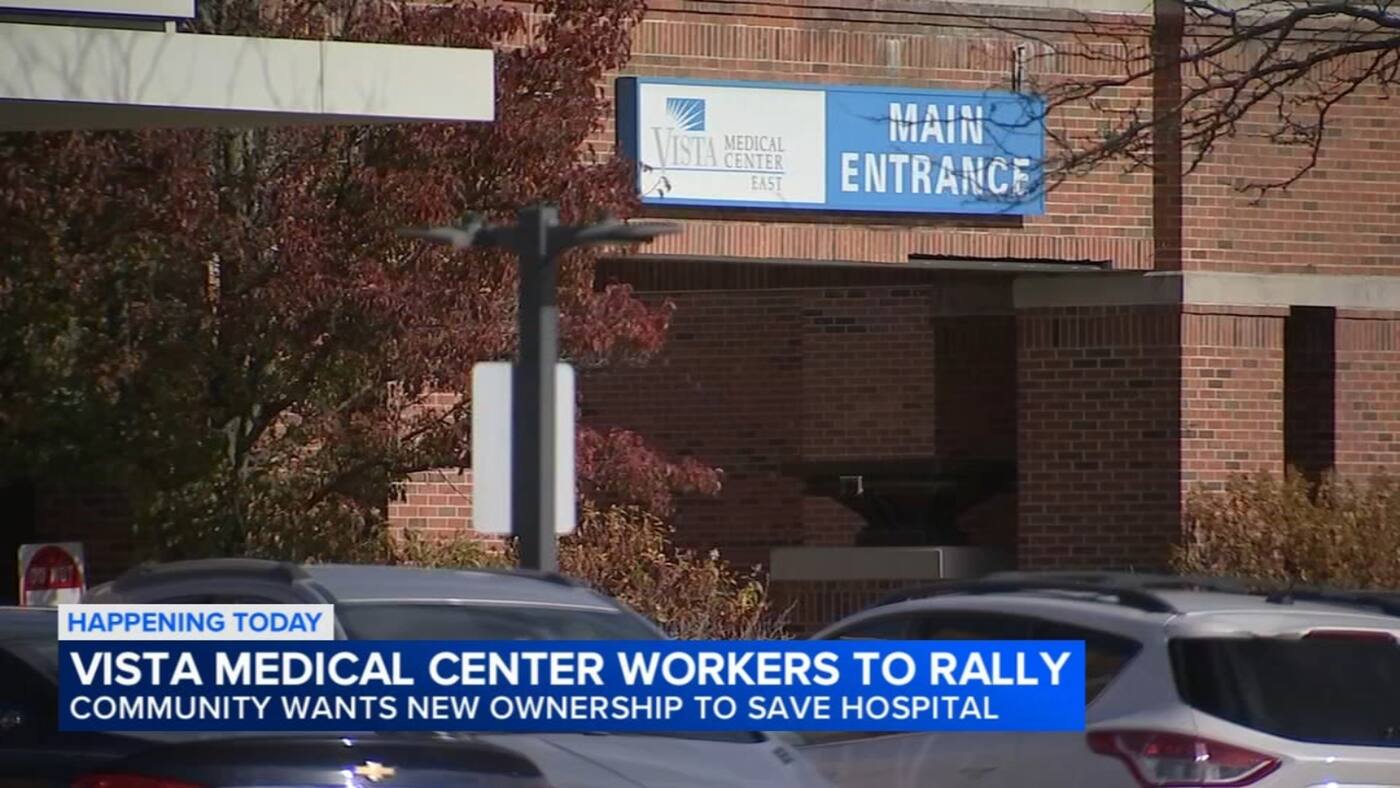 VISTA MEDICAL
CENTER
EAST
MAIN
ENTRANCE
HAPPENING TODAY
VISTA MEDICAL CENTER WORKERS TO RALLY
COMMUNITY WANTS NEW OWNERSHIP TO SAVE HOSPITAL